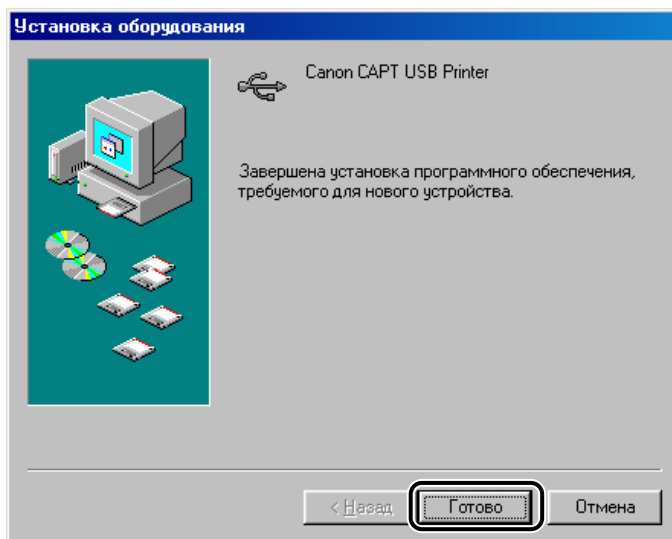 Установка оборудования
Canon CAPT USB Printer
Завершена установка программного обеспечения,
требуемого для нового устройства.
< Назад
Готово
Отмена